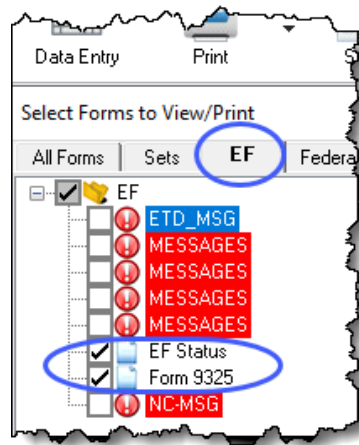 Data Entry Print S
Select Forms to View/Print
All Forms Sets EF Federa
EF
ETD_MSG
MESSAGES
MESSAGES
MESSAGES
MESSAGES
EF Status
Form 9325
NC-MSG